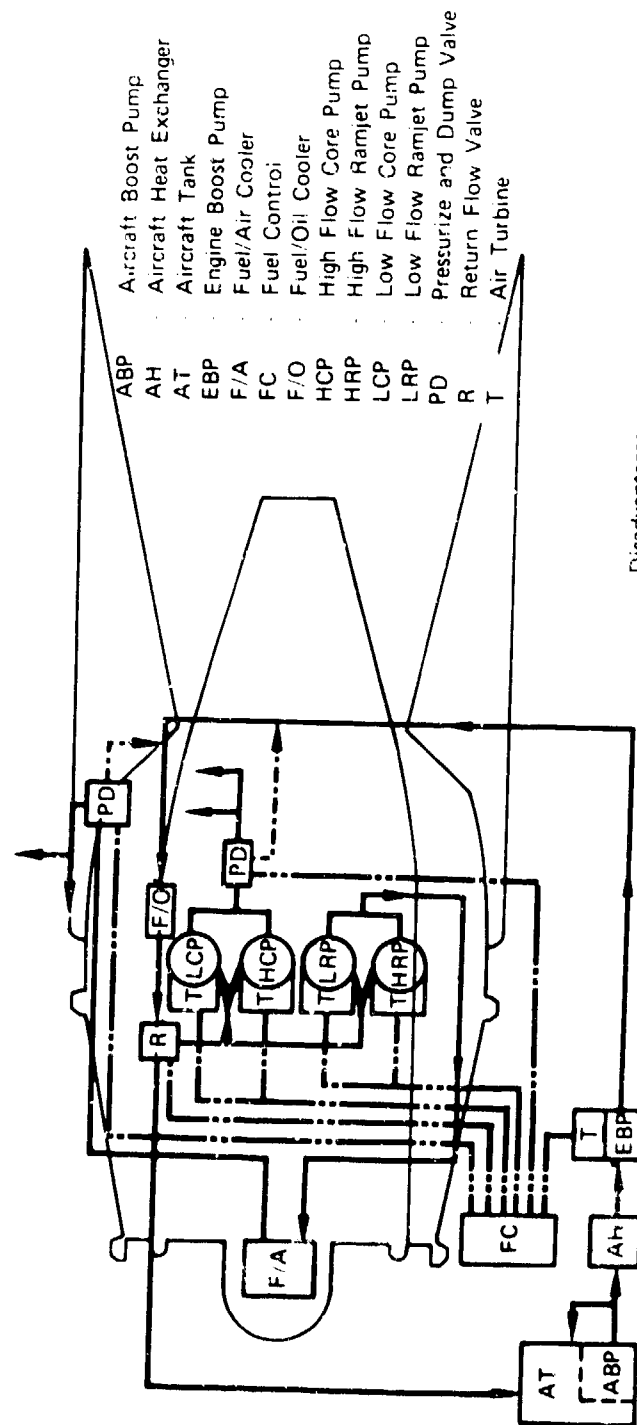 ABP Aircraft Boost Pump
AH · Aircraft Heat Exchanger
AT · Aircraft Tank
EBP · Engine Boost Pump
F/A · Fuel/Air Cooler
FC · Fuel Control
F/O · Fuel/Oil Cooler
HCP High Flow Core Pump
HRP · High Flow Ramjet Pump
LCP · Low Flow Core Pump
LRP · Low Flow Ramjet Pump
PD · Pressurize and Dump Valve
R · Return Flow Valve
T · Air Turbine
PD
F/O
PD
R
T LCP
T HCP
T LRP
T HRP
F/A
FC
T
EBP
AH
AT
ABP